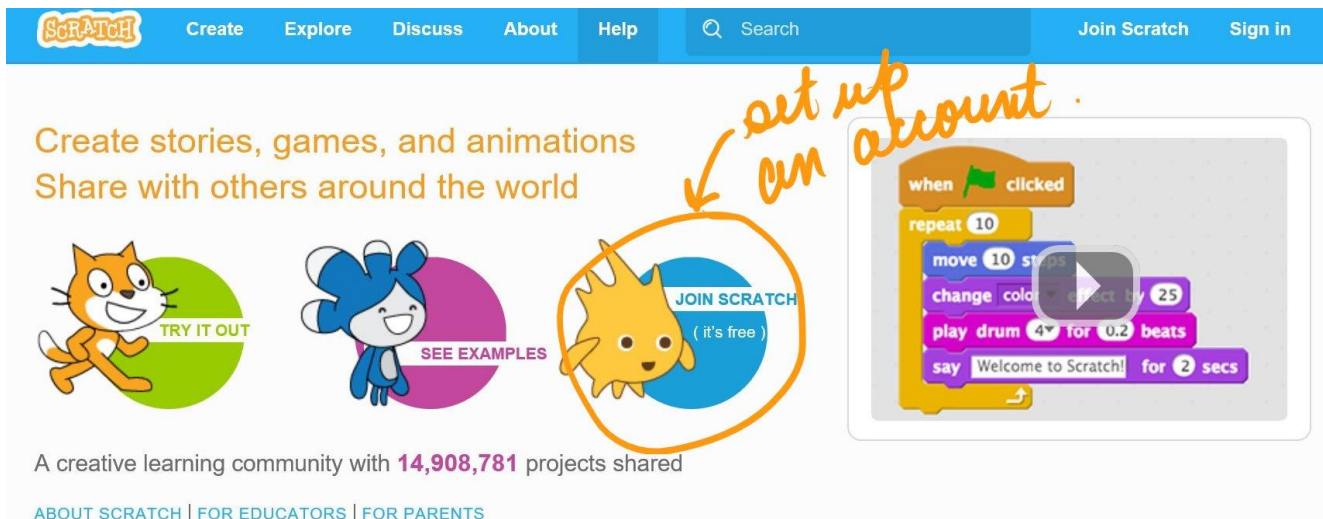 SCRATCH Create Explore Discuss About Help Search Join Scratch Sign in
set up
an account.
Create stories, games, and animations
Share with others around the world
TRY IT OUT
SEE EXAMPLES
JOIN SCRATCH
( it's free )
when clicked
repeat 10
move 10 steps
change color effect by 25
play drum 4 for 0.2 beats
say Welcome to Scratch! for 2 secs
A creative learning community with 14,908,781 projects shared
ABOUT SCRATCH | FOR EDUCATORS | FOR PARENTS